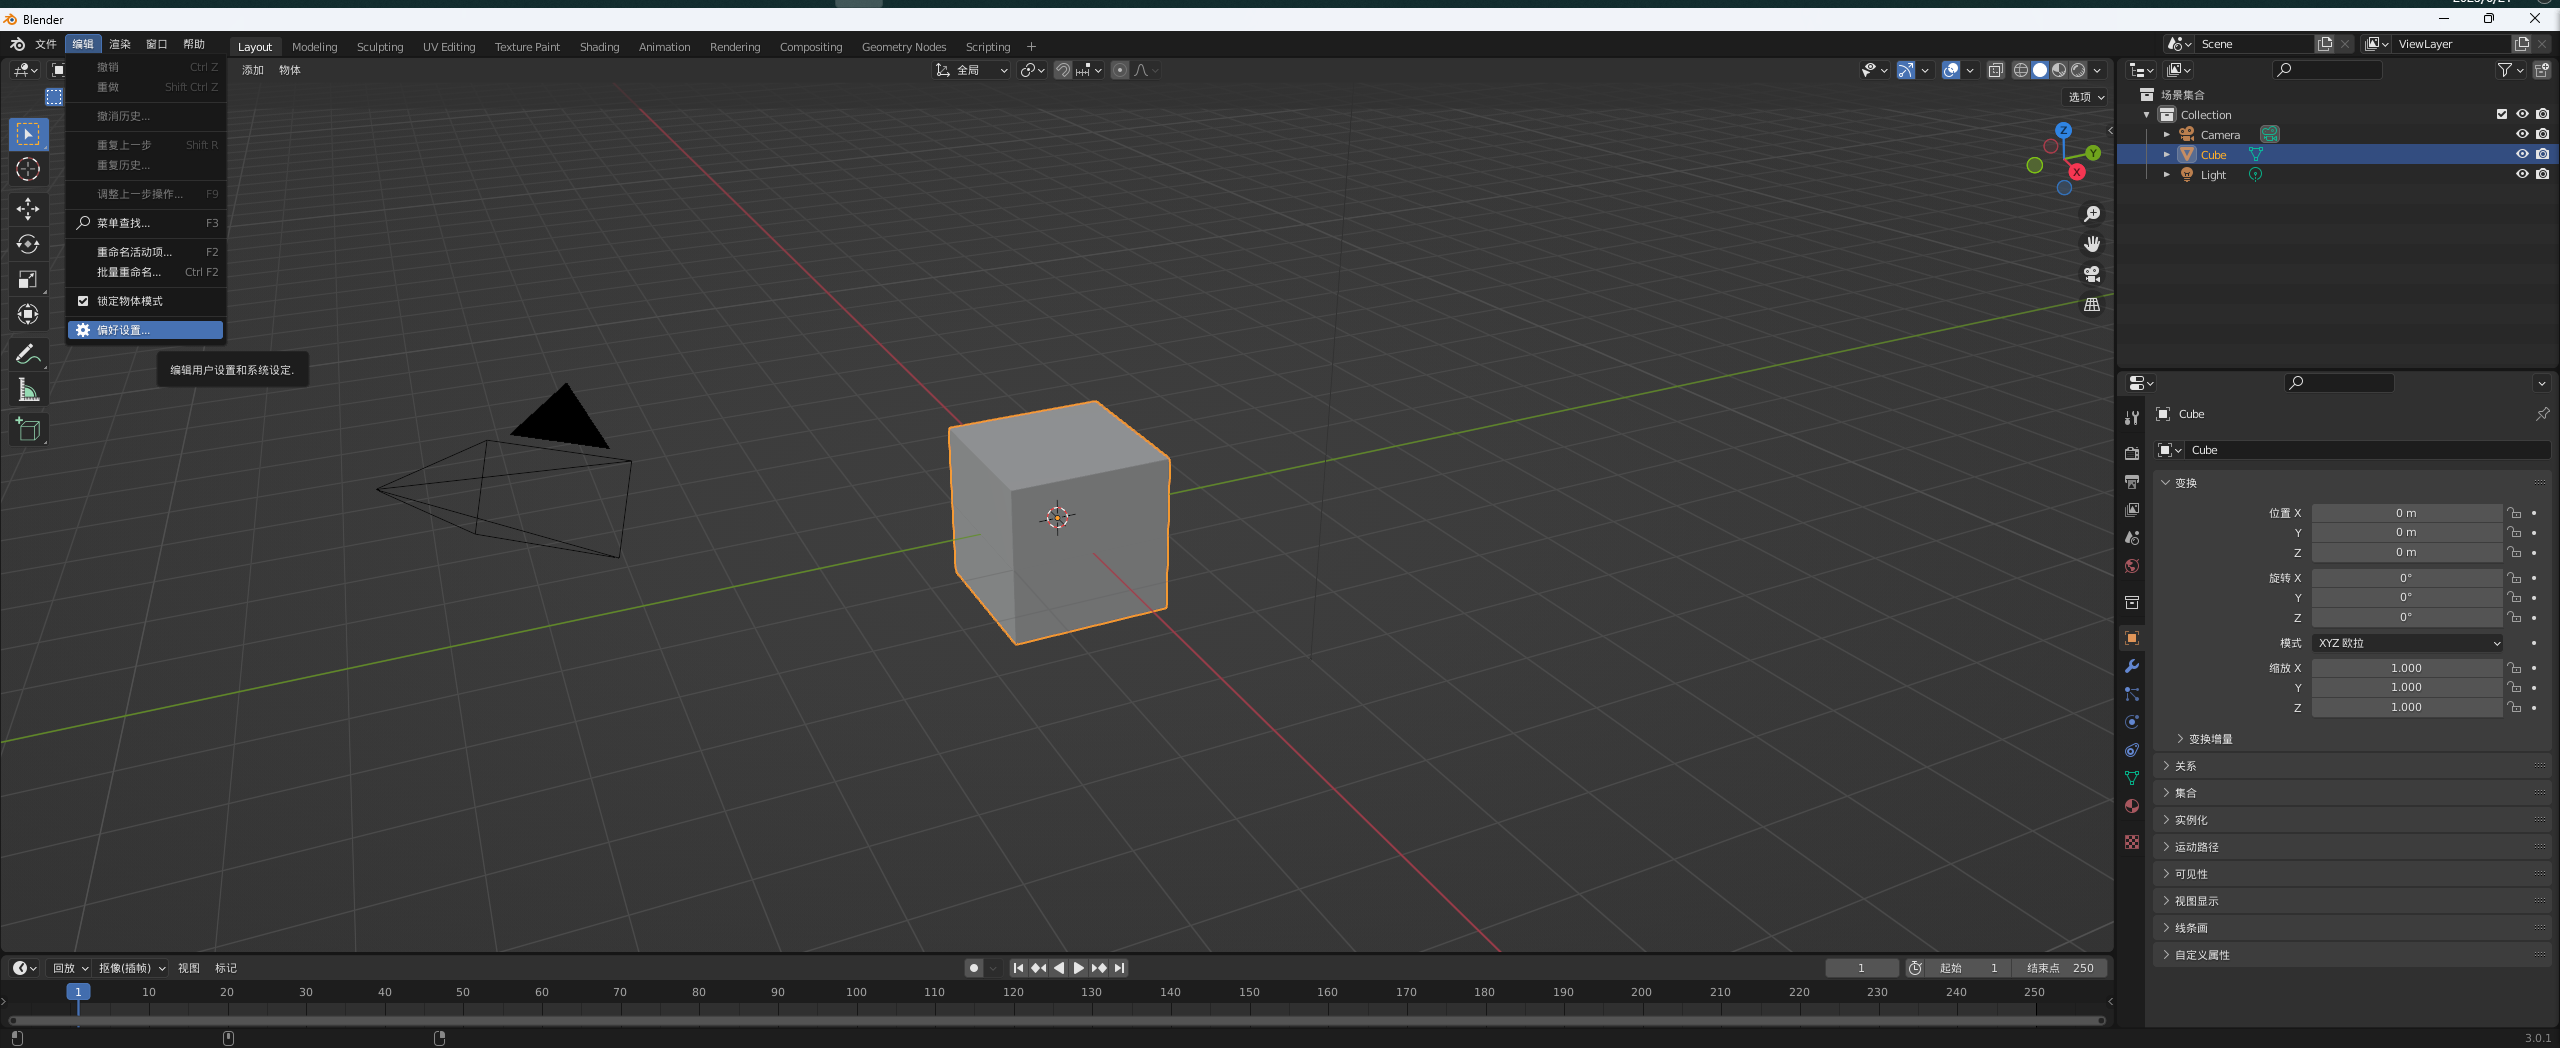 Blender
文件 编辑 渲染 窗口 帮助 Layout Modeling Sculpting UV Editing Texture Paint Shading Animation Rendering Compositing Geometry Nodes Scripting + Scene ViewLayer
添加 物体 全局
选项
撤销 Ctrl Z
重做 Shift Ctrl Z
撤消历史...
重复上一步 Shift R
重复历史...
调整上一步操作... F9
菜单查找... F3
重命名活动项... F2
批量重命名... Ctrl F2
锁定物体模式
偏好设置...
编辑用户设置和系统设定.
Z
Y
X
场景集合
Collection
Camera
Cube
Light
Cube
Cube
变换
位置 X 0 m
Y 0 m
Z 0 m
旋转 X 0°
Y 0°
Z 0°
模式 XYZ 欧拉
缩放 X 1.000
Y 1.000
Z 1.000
变换增量
关系
集合
实例化
运动路径
可见性
视图显示
线条画
自定义属性
回放 抠像(插帧) 视图 标记 1 起始 1 结束点 250
1 10 20 30 40 50 60 70 80 90 100 110 120 130 140 150 160 170 180 190 200 210 220 230 240 250
3.0.1